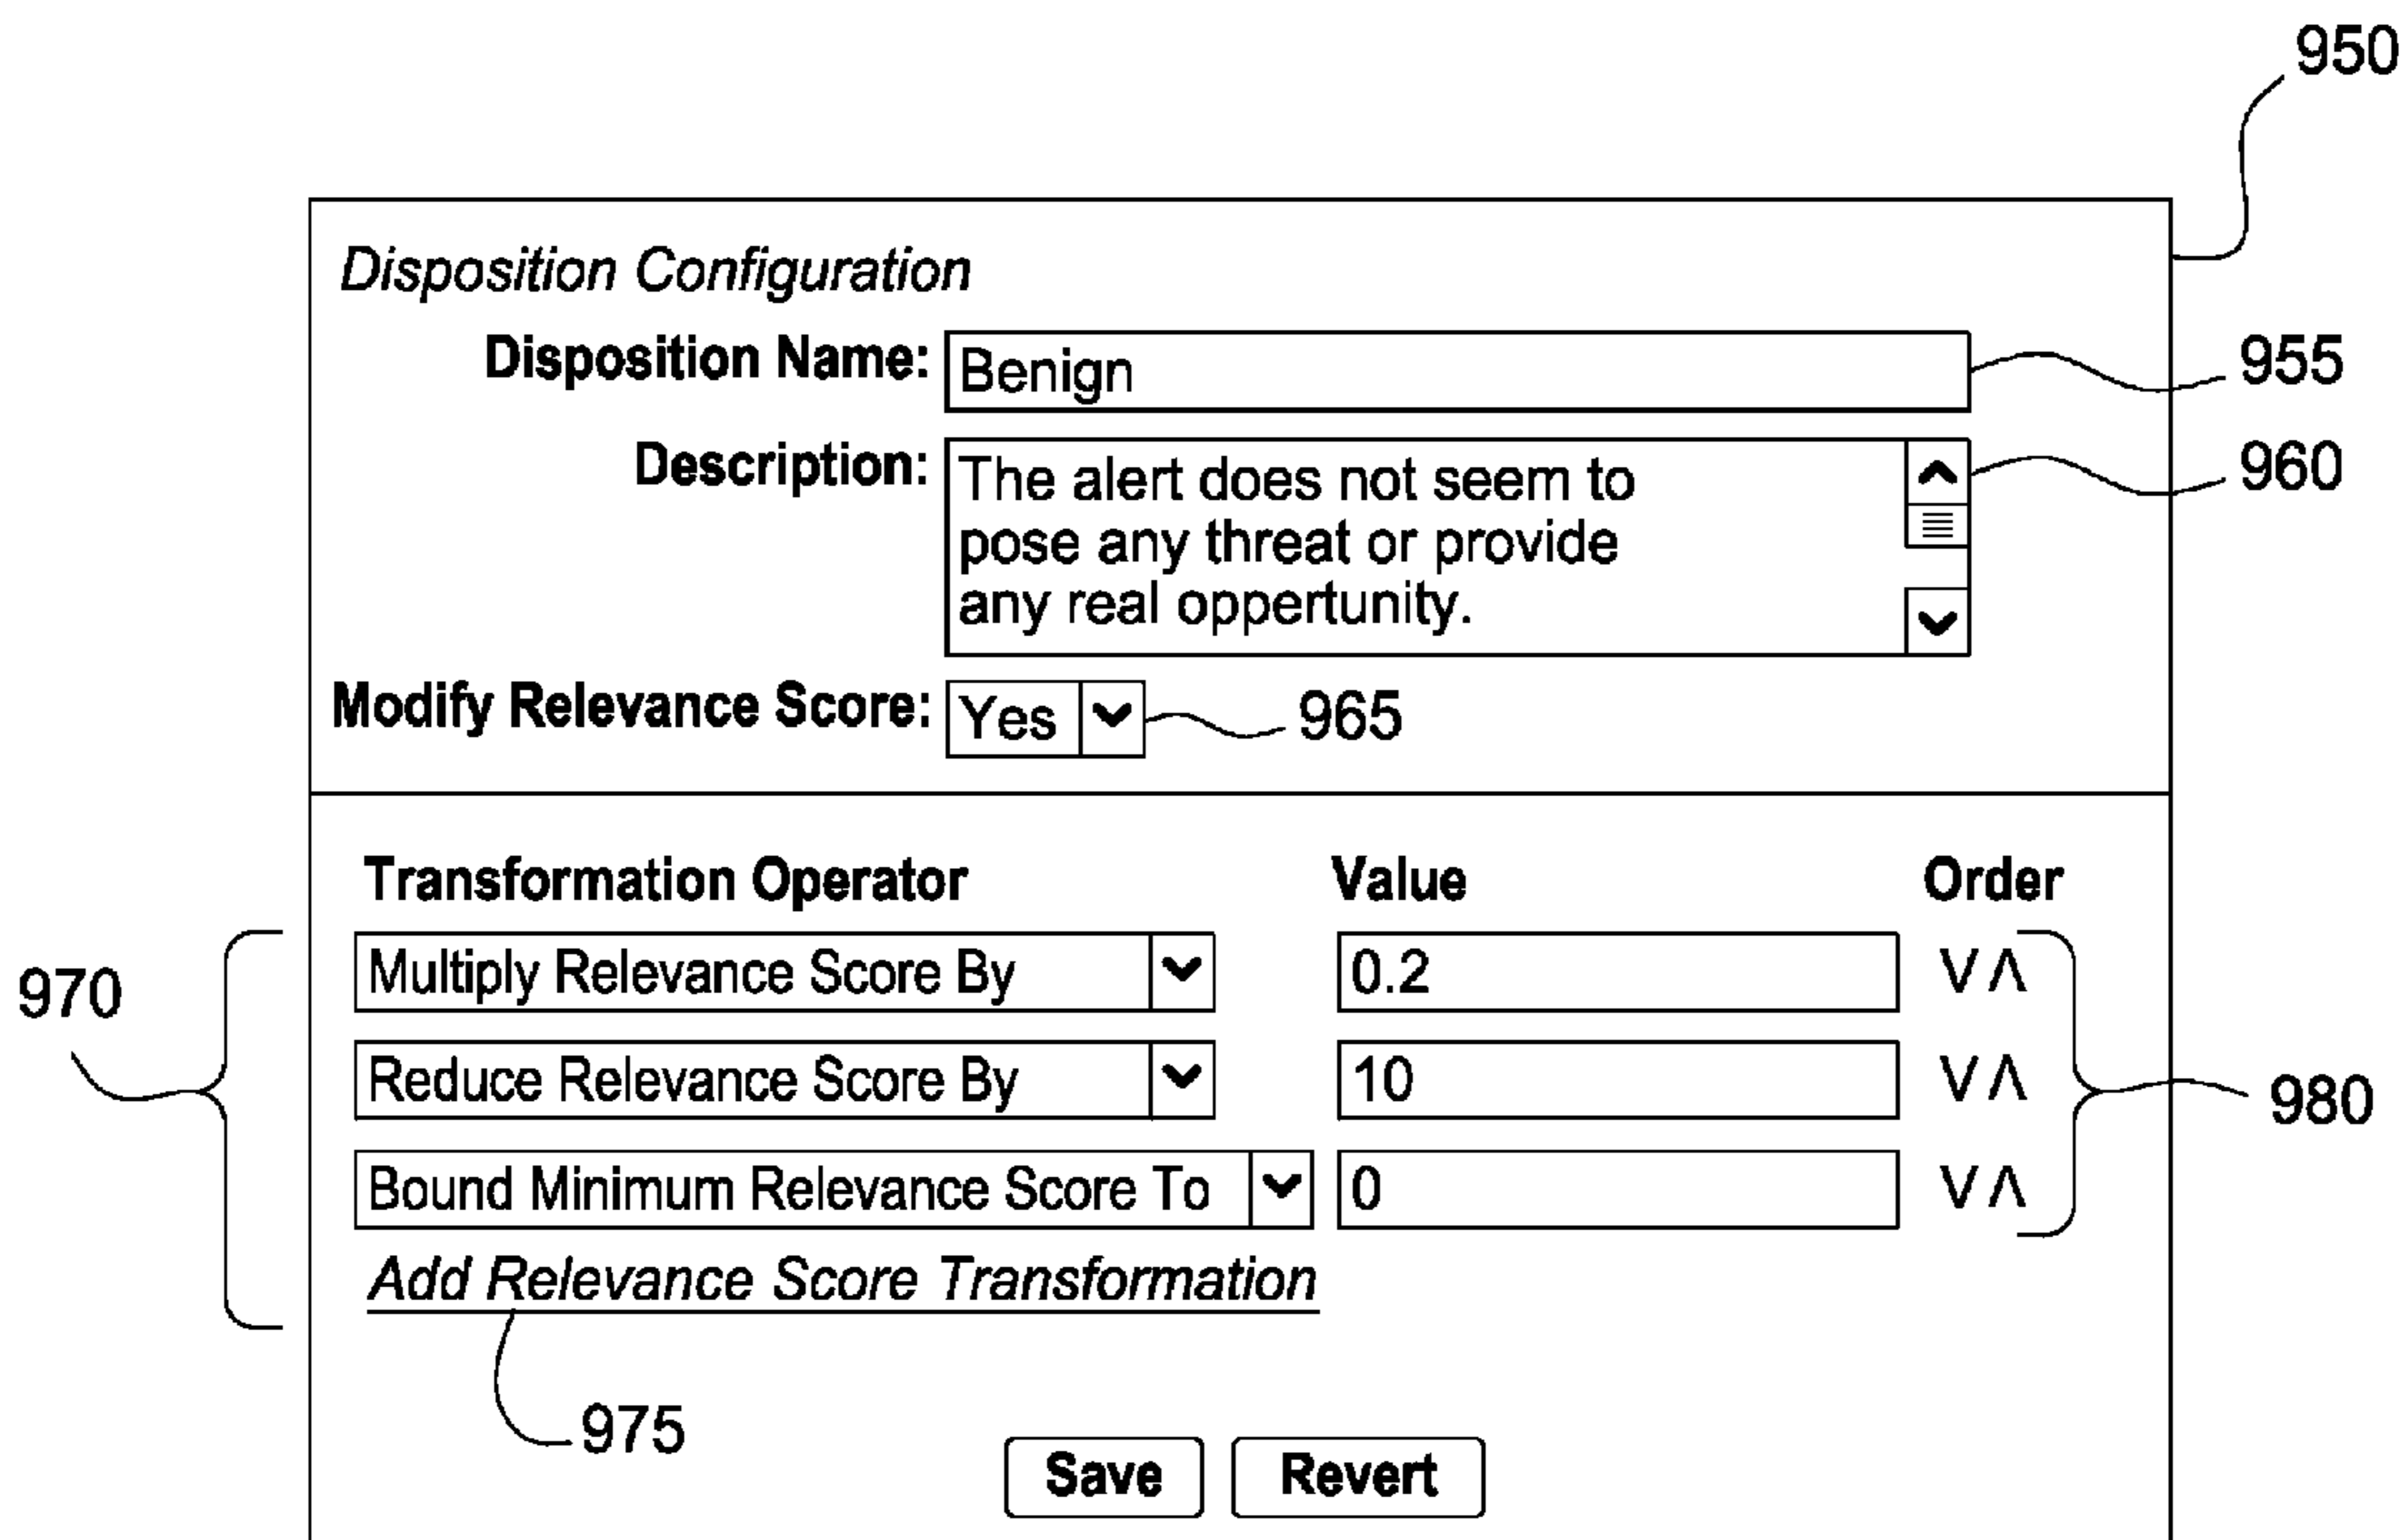 950
Disposition Configuration
Disposition Name: Benign 955
Description: The alert does not seem to 960
pose any threat or provide
any real oppertunity.
Modify Relevance Score: Yes 965
Transformation Operator Value Order
970 Multiply Relevance Score By 0.2 V Λ
Reduce Relevance Score By 10 V Λ 980
Bound Minimum Relevance Score To 0 V Λ
Add Relevance Score Transformation
975
Save Revert